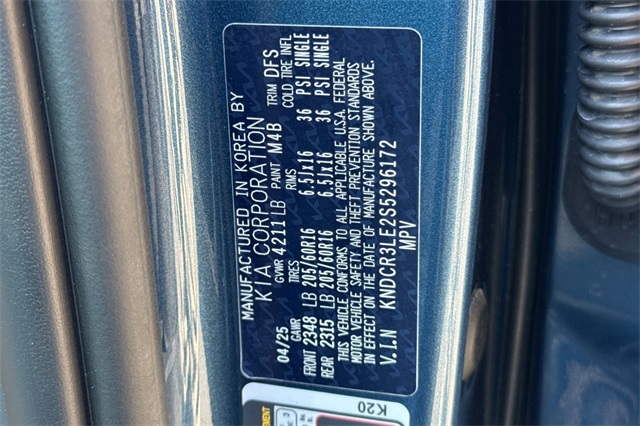 MANUFACTURED IN KOREA BY
KIA CORPORATION
04/25 GVWR 4211LB PAINT M4B TRIM DFS
GAWR TIRES RIMS COLD TIRE INFL
FRONT 2348 LB 205/60R16 6.5Jx16 36 PSI SINGLE
REAR 2315 LB 205/60R16 6.5Jx16 36 PSI SINGLE
THIS VEHICLE CONFORMS TO ALL APPLICABLE U.S.A. FEDERAL
MOTOR VEHICLE SAFETY AND THEFT PREVENTION STANDARDS
IN EFFECT ON THE DATE OF MANUFACTURE SHOWN ABOVE.
V.I.N KNDCR3LE2S5296172
MPV
K20